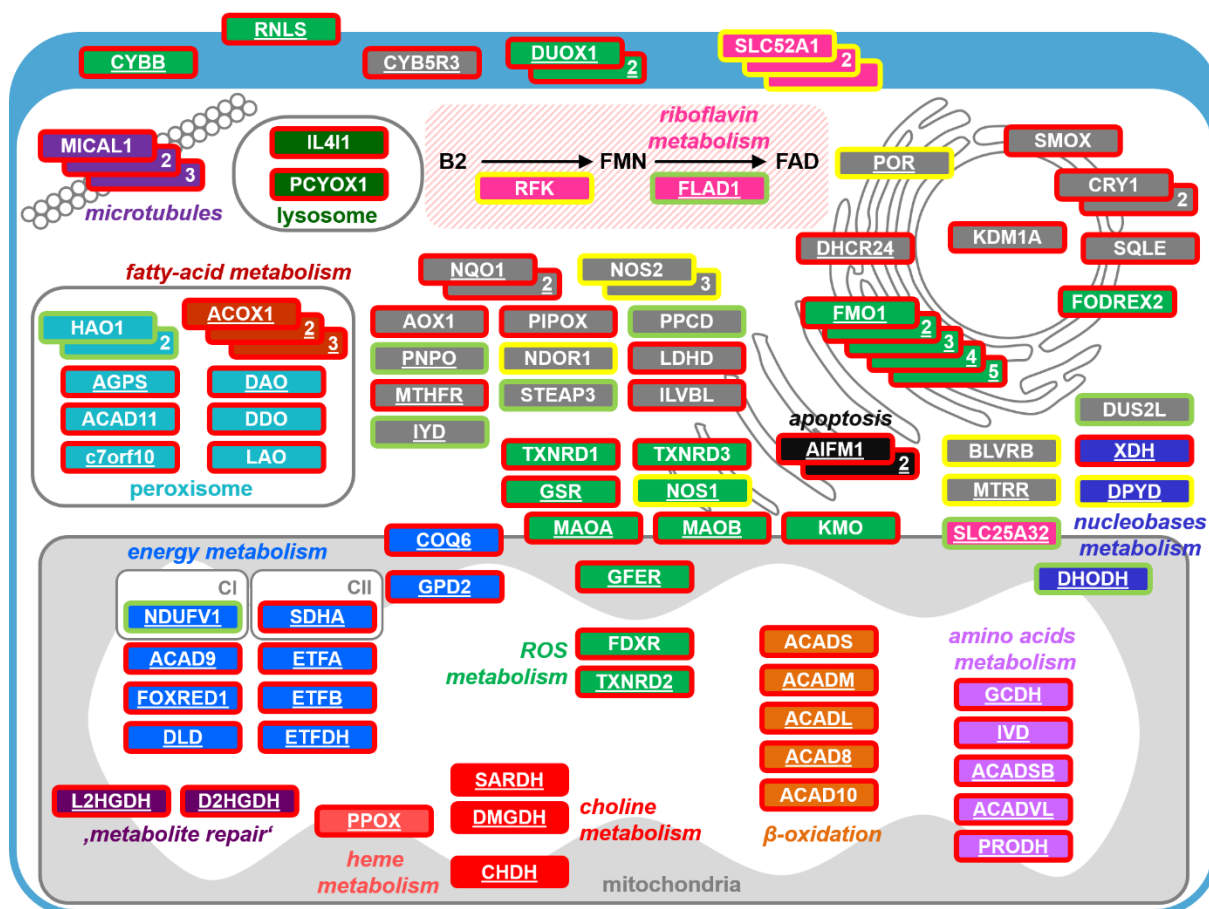 RNLS
CYBB
CYB5R3
DUOX1
2
SLC52A1
2
MICAL1
2
3
microtubules
IL4I1
PCYOX1
lysosome
riboflavin
metabolism
B2
FMN
FAD
RFK
FLAD1
POR
SMOX
CRY1
2
DHCR24
KDM1A
SQLE
FODREX2
FMO1
2
3
4
5
fatty-acid metabolism
HAO1
2
ACOX1
2
3
AGPS
DAO
ACAD11
DDO
c7orf10
LAO
peroxisome
NQO1
2
NOS2
3
AOX1
PIPOX
PPCD
PNPO
NDOR1
LDHD
MTHFR
STEAP3
ILVBL
IYD
TXNRD1
TXNRD3
GSR
NOS1
MAOA
MAOB
KMO
apoptosis
AIFM1
2
DUS2L
BLVRB
XDH
MTRR
DPYD
SLC25A32
nucleobases
metabolism
DHODH
energy metabolism
COQ6
GPD2
CI
CII
NDUFV1
SDHA
ACAD9
ETFA
FOXRED1
ETFB
DLD
ETFDH
GFER
ROS
metabolism
FDXR
TXNRD2
ACADS
ACADM
ACADL
ACAD8
ACAD10
β-oxidation
amino acids
metabolism
GCDH
IVD
ACADSB
ACADVL
PRODH
L2HGDH
D2HGDH
‚metabolite repair‘
PPOX
heme
metabolism
SARDH
DMGDH
CHDH
choline
metabolism
mitochondria